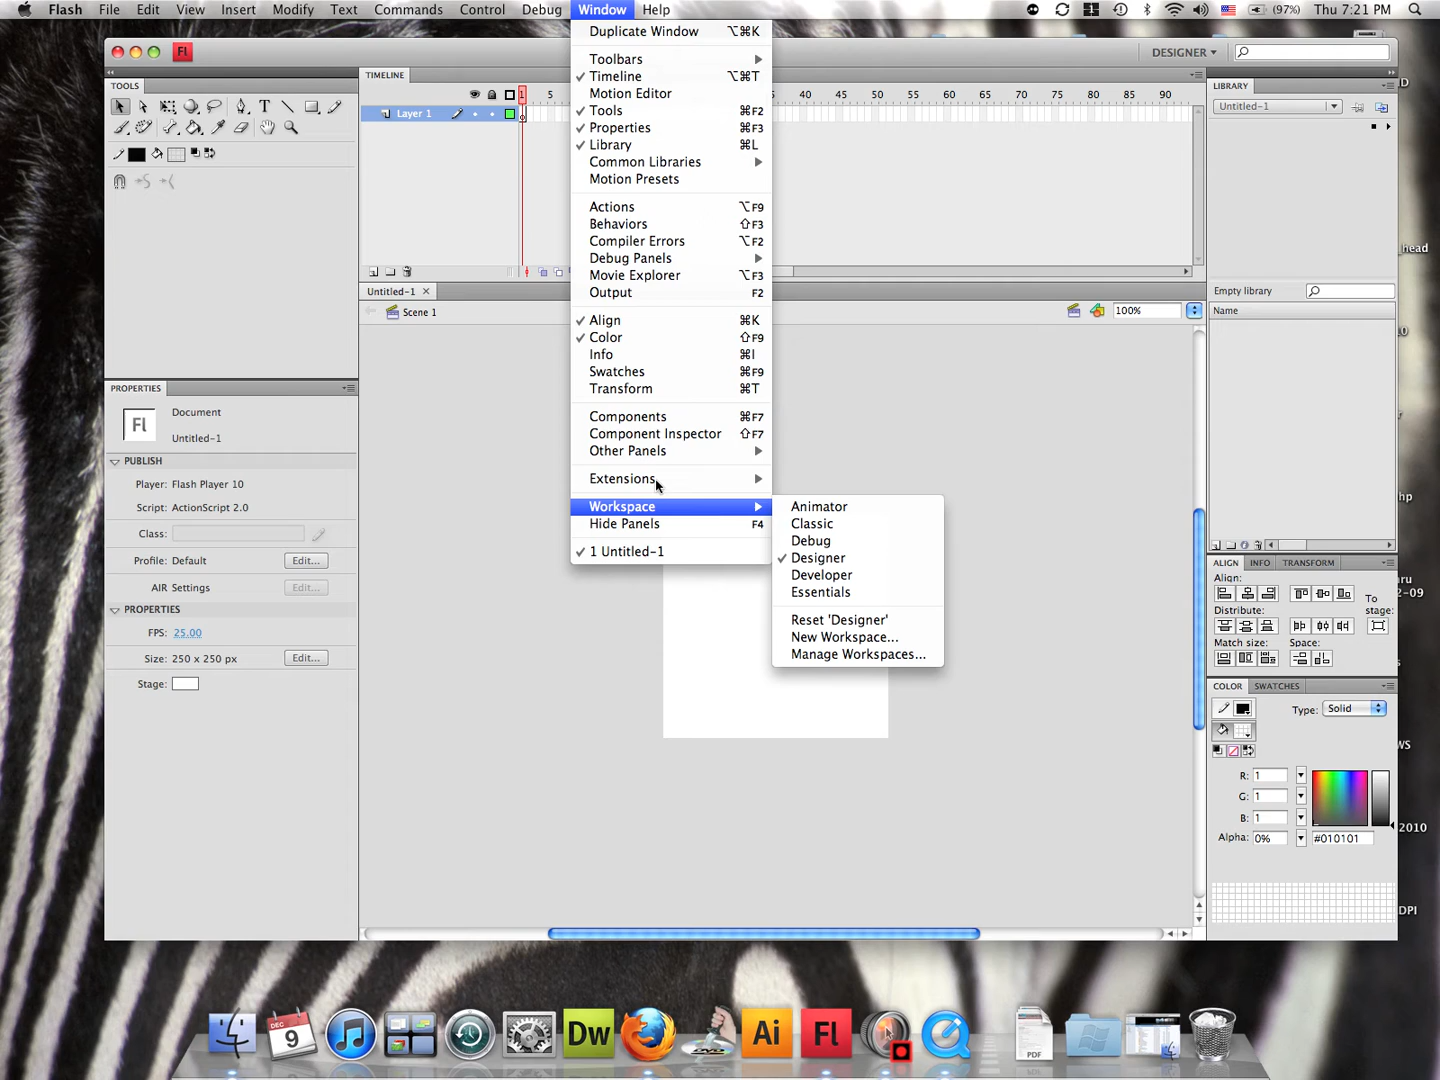 Flash File Edit View Insert Modify Text Commands Control Debug Window Help (97%) Thu 7:21 PM
Fl
DESIGNER
TOOLS
TIMELINE
1 5 40 45 50 55 60 65 70 75 80 85 90
Layer 1
Untitled-1
Scene 1
100%
PROPERTIES
Fl
Document
Untitled-1
PUBLISH
Player: Flash Player 10
Script: ActionScript 2.0
Class:
Profile: Default Edit...
AIR Settings Edit...
PROPERTIES
FPS: 25.00
Size: 250 x 250 px Edit...
Stage:
Duplicate Window ⌥⌘K
Toolbars
✓ Timeline ⌥⌘T
Motion Editor
✓ Tools ⌘F2
✓ Properties ⌘F3
✓ Library ⌘L
Common Libraries
Motion Presets
Actions ⌥F9
Behaviors ⇧F3
Compiler Errors ⌥F2
Debug Panels
Movie Explorer ⌥F3
Output F2
✓ Align ⌘K
✓ Color ⇧F9
Info ⌘I
Swatches ⌘F9
Transform ⌘T
Components ⌘F7
Component Inspector ⇧F7
Other Panels
Extensions
Workspace
Hide Panels F4
✓ 1 Untitled-1
Animator
Classic
Debug
✓ Designer
Developer
Essentials
Reset 'Designer'
New Workspace...
Manage Workspaces...
LIBRARY
Untitled-1
Empty library
Name
ALIGN INFO TRANSFORM
Align:
To stage:
Distribute:
Match size: Space:
COLOR SWATCHES
Type: Solid
R: 1
G: 1
B: 1
Alpha: 0% #010101
_head
2-09
2010
DPI
DEC
9
Dw
DVD
Ai
Fl
PDF